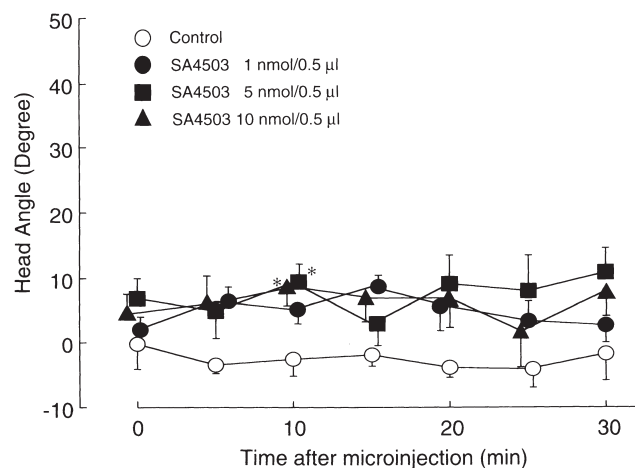 50
40
30
20
10
0
-10
Head Angle (Degree)
Control
SA4503 1 nmol/0.5 μl
SA4503 5 nmol/0.5 μl
SA4503 10 nmol/0.5 μl
* *
0 10 20 30
Time after microinjection (min)